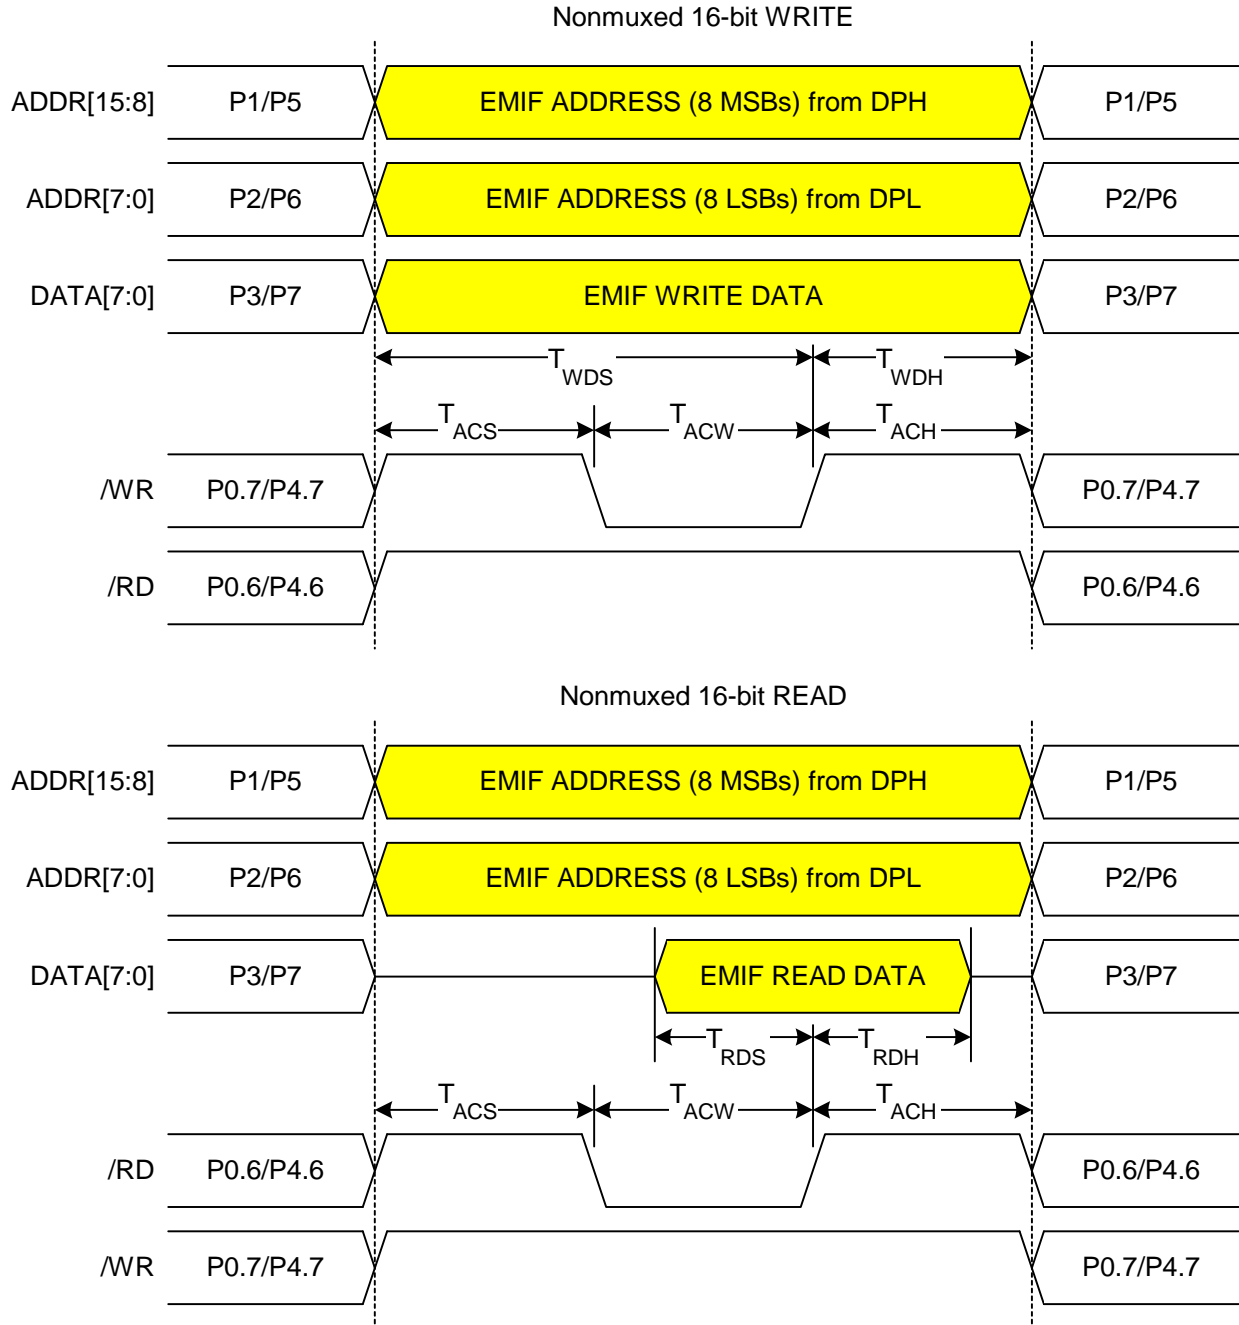 Nonmuxed 16-bit WRITE
ADDR[15:8] P1/P5 EMIF ADDRESS (8 MSBs) from DPH P1/P5
ADDR[7:0] P2/P6 EMIF ADDRESS (8 LSBs) from DPL P2/P6
DATA[7:0] P3/P7 EMIF WRITE DATA P3/P7
TWDS TWDH
TACS TACW TACH
/WR P0.7/P4.7 P0.7/P4.7
/RD P0.6/P4.6 P0.6/P4.6
Nonmuxed 16-bit READ
ADDR[15:8] P1/P5 EMIF ADDRESS (8 MSBs) from DPH P1/P5
ADDR[7:0] P2/P6 EMIF ADDRESS (8 LSBs) from DPL P2/P6
DATA[7:0] P3/P7 EMIF READ DATA P3/P7
TRDS TRDH
TACS TACW TACH
/RD P0.6/P4.6 P0.6/P4.6
/WR P0.7/P4.7 P0.7/P4.7